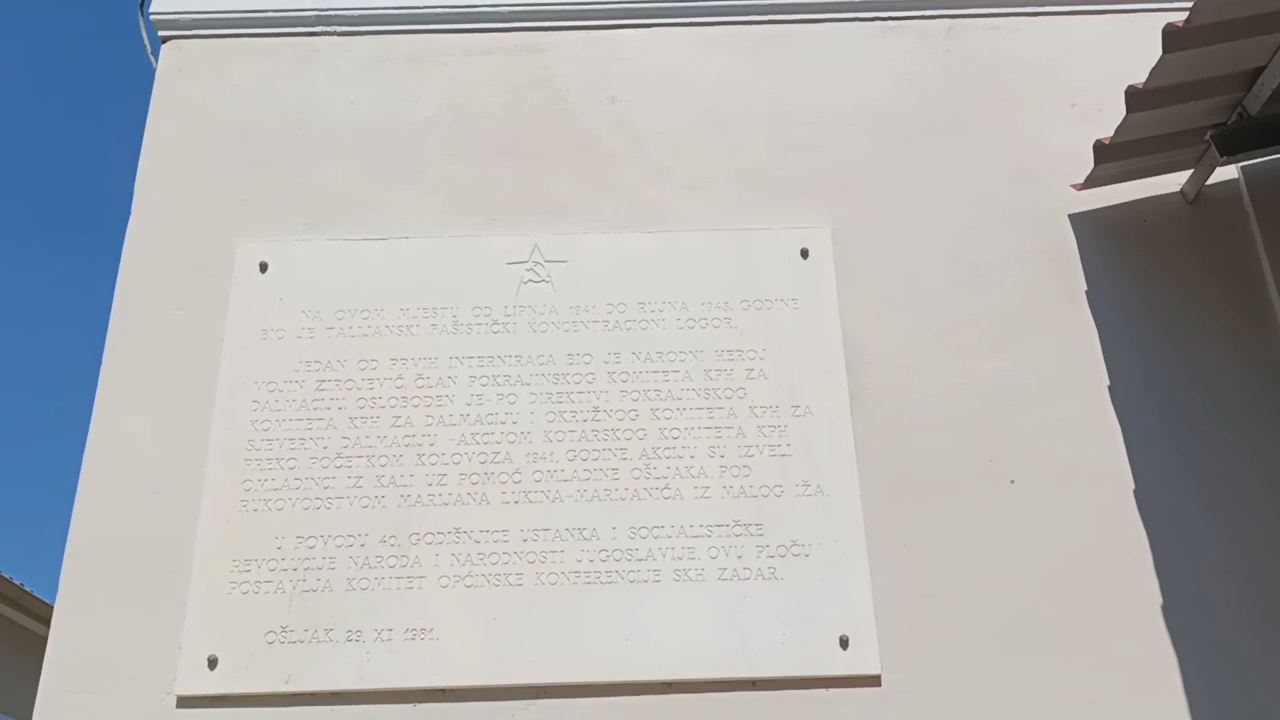 NA OVOM MJESTU OD LIPNJA 1941. DO RUJNA 1943. GODINE
BIO JE TALIJANSKI FAŠISTIČKI KONCENTRACIONI LOGOR.
JEDAN OD PRVIH INTERNIRACA BIO JE NARODNI HEROJ
VOJIN ZIROJEVIĆ, ČLAN POKRAJINSKOG KOMITETA KPH ZA
DALMACIJU. OSLOBOĐEN JE-PO DIREKTIVI POKRAJINSKOG
KOMITETA KPH ZA DALMACIJU I OKRUŽNOG KOMITETA KPH ZA
SJEVERNU DALMACIJU -AKCIJOM KOTARSKOG KOMITETA KPH
PREKO, POČETKOM KOLOVOZA 1941. GODINE. AKCIJU SU IZVELI
OMLADINCI IZ KALI UZ POMOĆ OMLADINE OŠLJAKA, POD
RUKOVODSTVOM MARIJANA LUKINA-MARIJANIĆA IZ MALOG IŽA.
U POVODU 40. GODIŠNJICE USTANKA I SOCIJALISTIČKE
REVOLUCIJE NARODA I NARODNOSTI JUGOSLAVIJE, OVU PLOČU
POSTAVLJA KOMITET OPĆINSKE KONFERENCIJE SKH ZADAR.
OŠLJAK, 29. XI 1981.